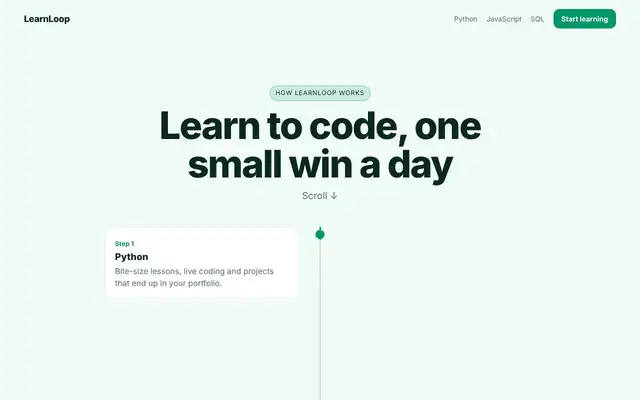 LearnLoop
Python JavaScript SQL Start learning
HOW LEARNLOOP WORKS
Learn to code, one
small win a day
Scroll ↓
Step 1
Python
Bite-size lessons, live coding and projects
that end up in your portfolio.